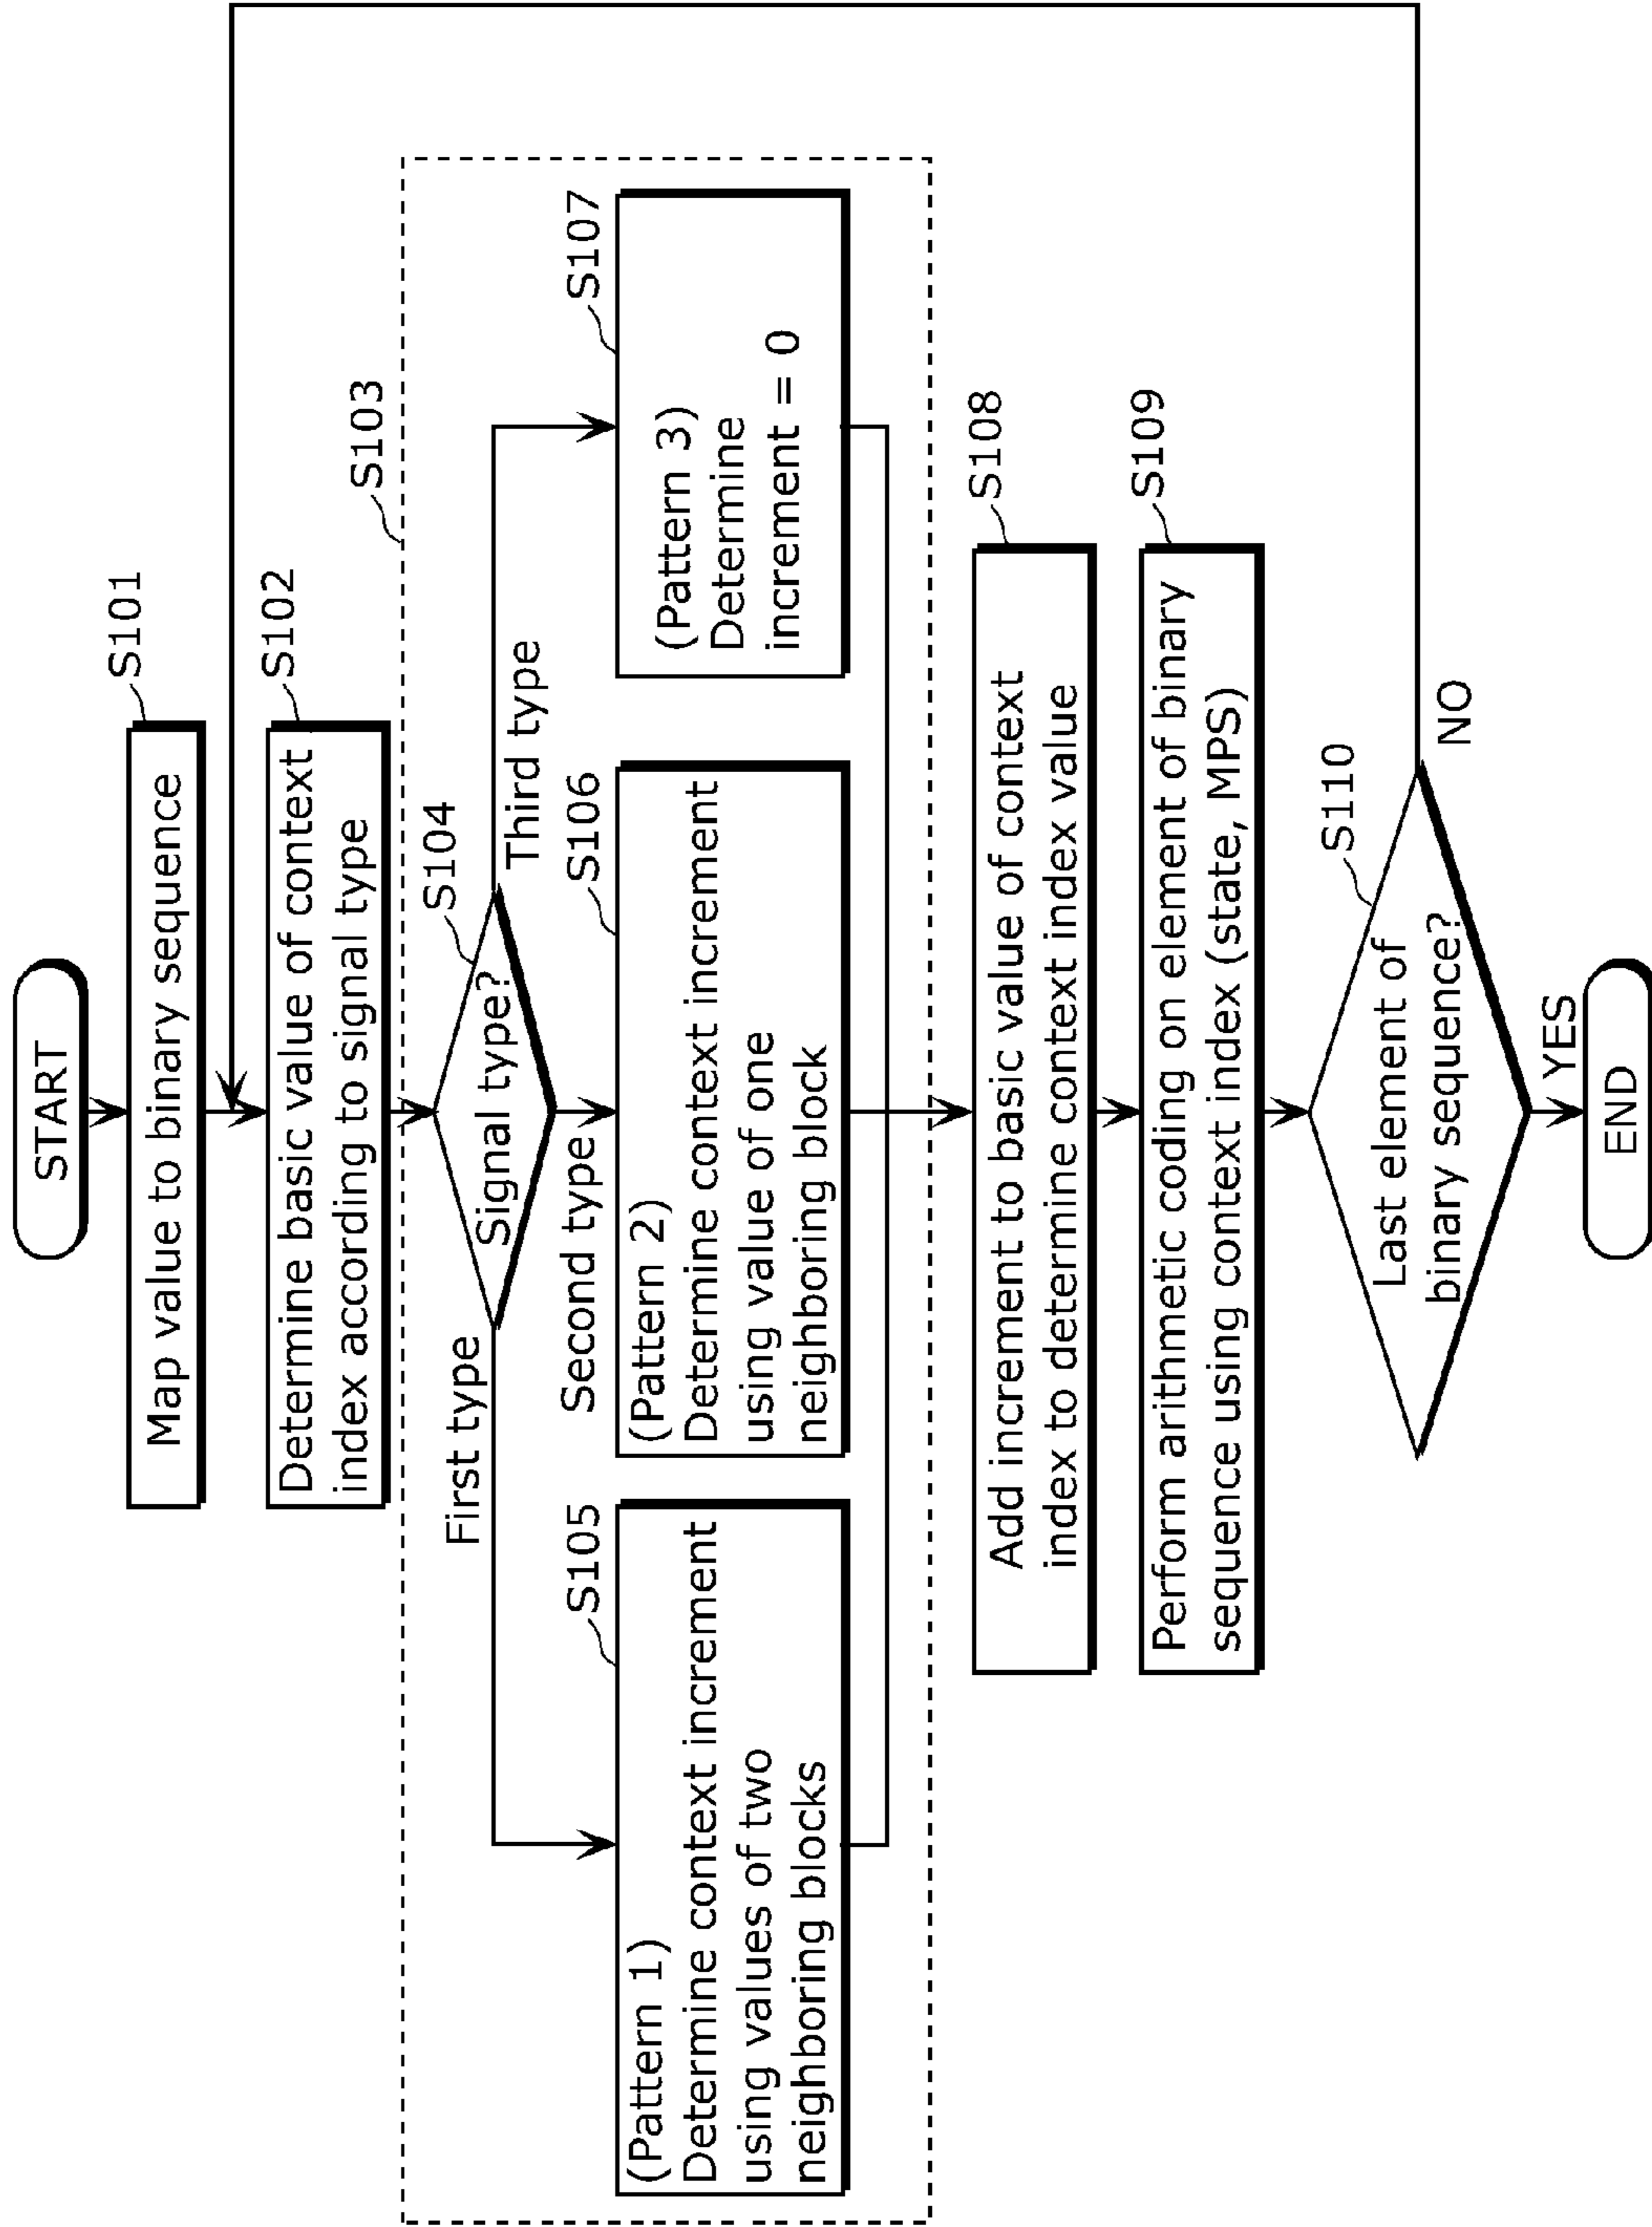 START
S101
Map value to binary sequence
S102
Determine basic value of context
index according to signal type
S103
S104
Signal type?
First type
Second type
Third type
S105
(Pattern 1)
Determine context increment
using values of two
neighboring blocks
S106
(Pattern 2)
Determine context increment
using value of one
neighboring block
S107
(Pattern 3)
Determine
increment = 0
S108
Add increment to basic value of context
index to determine context index value
S109
Perform arithmetic coding on element of binary
sequence using context index (state, MPS)
S110
Last element of
binary sequence?
NO
YES
END